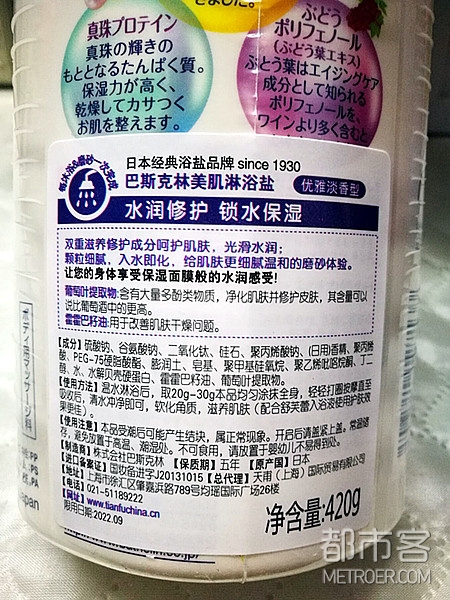 きました。
真珠プロテイン
真珠の輝きの
もととなるたんぱく質。
保湿力が高く、
乾燥してカサつく
お肌を整えます。
ぶどう
ポリフェノール
(ぶどう葉エキス)
ぶどう葉はエイジングケア
成分として知られる
ポリフェノールを、
ワインより多く含むと
日本经典浴盐品牌 since 1930
巴斯克林美肌淋浴盐 优雅淡香型
水润修护 锁水保湿
双重滋养修护成分呵护肌肤，光滑水润；
颗粒细腻，入水即化，给肌肤更细腻温和的磨砂体验。
让您的身体享受保湿面膜般的水润感受!
葡萄叶提取物:含有大量多酚类物质，净化肌肤并修护皮肤，其含量可以
说比葡萄酒中的更高。
霍霍巴籽油:用于改善肌肤干燥问题。
【成分】硫酸钠、谷氨酸钠、二氧化钛、硅石、聚丙烯酸钠、(日用)香精、聚丙烯
酸、PEG-75硬脂酸酯、膨润土、皂基、聚甲基硅氧烷、聚乙烯吡咯烷酮、丁二
醇、水、水解贝壳硬蛋白、霍霍巴籽油、葡萄叶提取物。
【使用方法】温水淋浴后，取20g-30g本品均匀涂抹全身，轻轻打圈按摩直至
吸收后，清水冲净即可，软化角质，滋养肌肤（配合舒芙蕾入浴液使用护肤效
果更佳）。
【使用注意】本品受潮后可能产生结块，属正常现象。开启后请盖紧上盖。常温储
存，避免放置于高温、潮湿处。不可食用，请放置于婴幼儿不易得到处。
【制造商】株式会社巴斯克林 【保质期】五年 【原产国】日本
【进口备案证】国妆备进字J20131015【总代理】天甫（上海）国际贸易有限公司
【地址】上海市徐汇区肇嘉浜路789号均瑶国际广场26楼
【电话】021-51189222
【网址】www.tianfuchina.cn
限用日期:2022.09
净含量:420g
都市客
METROER.COM